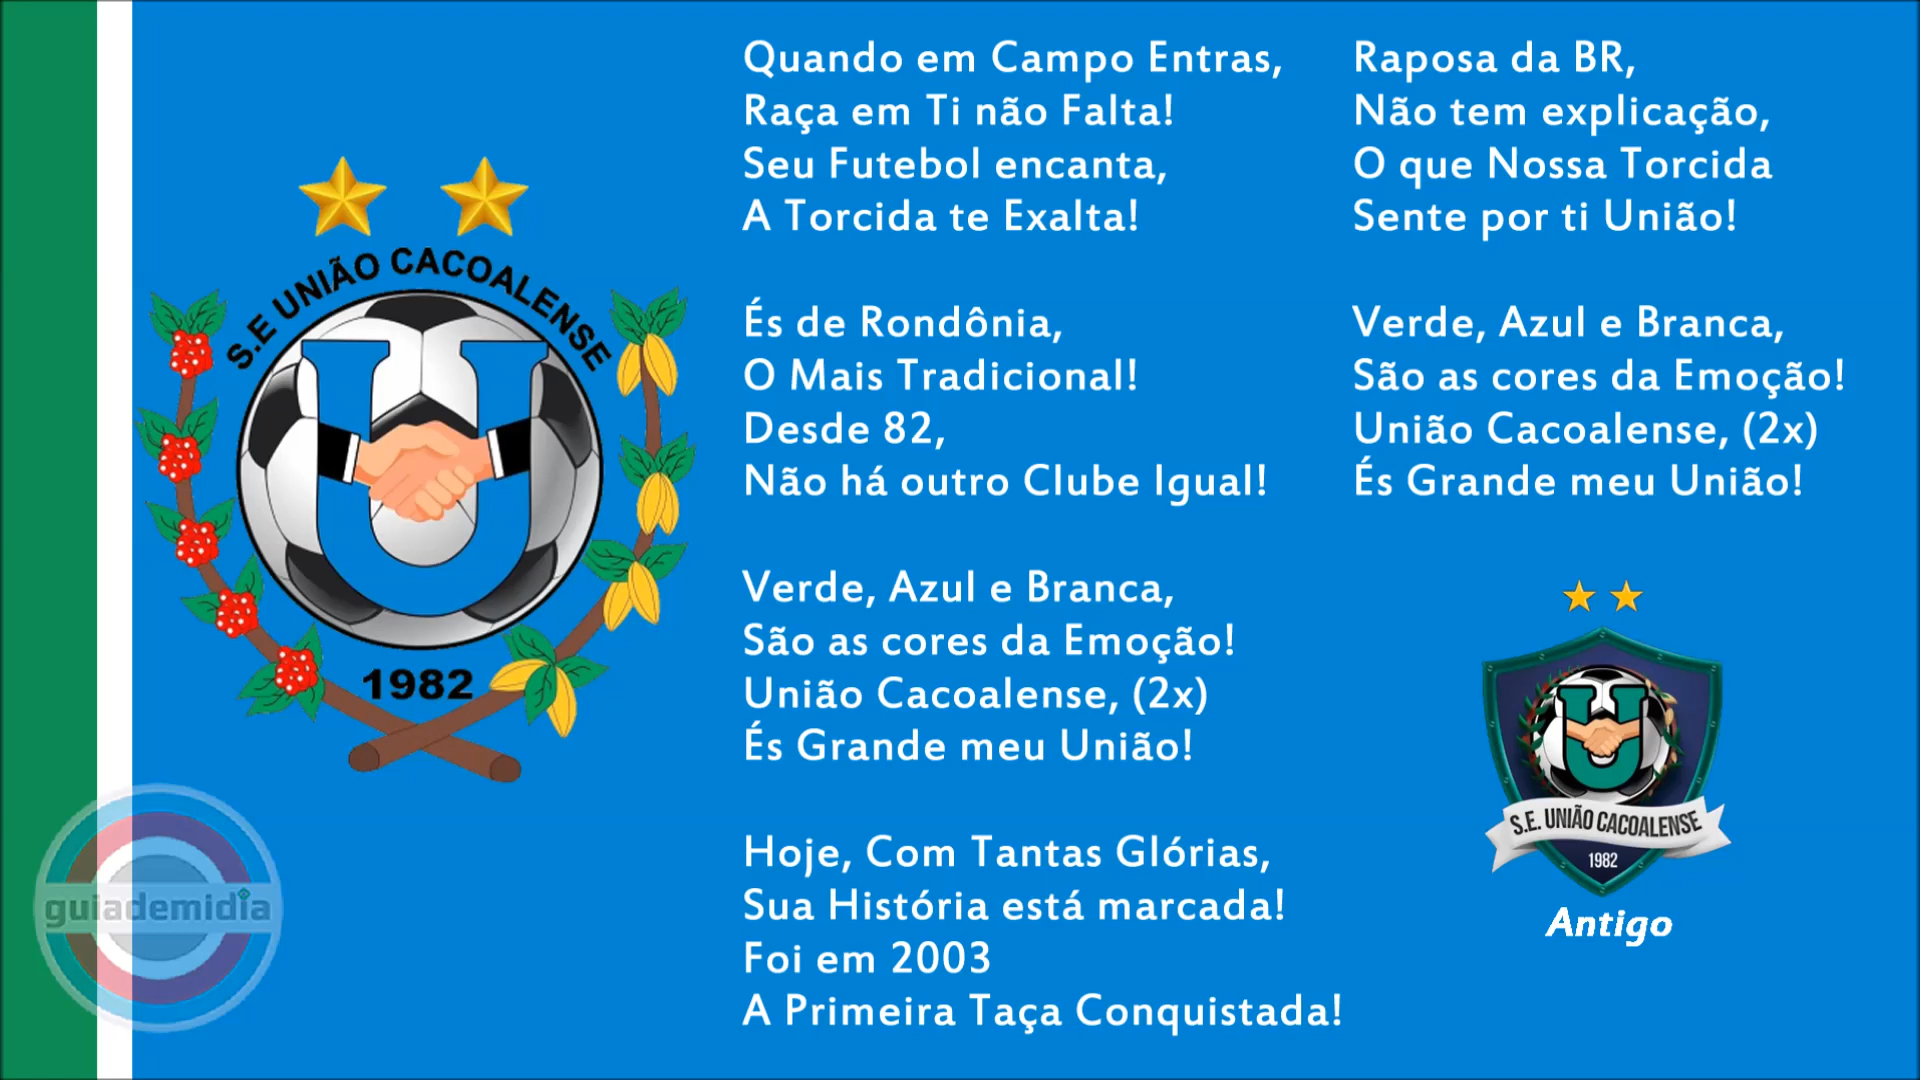 S.E UNIÃO CACOALENSE
1982
guiademidia
Quando em Campo Entras,
Raça em Ti não Falta!
Seu Futebol encanta,
A Torcida te Exalta!
És de Rondônia,
O Mais Tradicional!
Desde 82,
Não há outro Clube Igual!
Verde, Azul e Branca,
São as cores da Emoção!
União Cacoalense, (2x)
És Grande meu União!
Hoje, Com Tantas Glórias,
Sua História está marcada!
Foi em 2003
A Primeira Taça Conquistada!
Raposa da BR,
Não tem explicação,
O que Nossa Torcida
Sente por ti União!
Verde, Azul e Branca,
São as cores da Emoção!
União Cacoalense, (2x)
És Grande meu União!
S.E. UNIÃO CACOALENSE
1982
Antigo